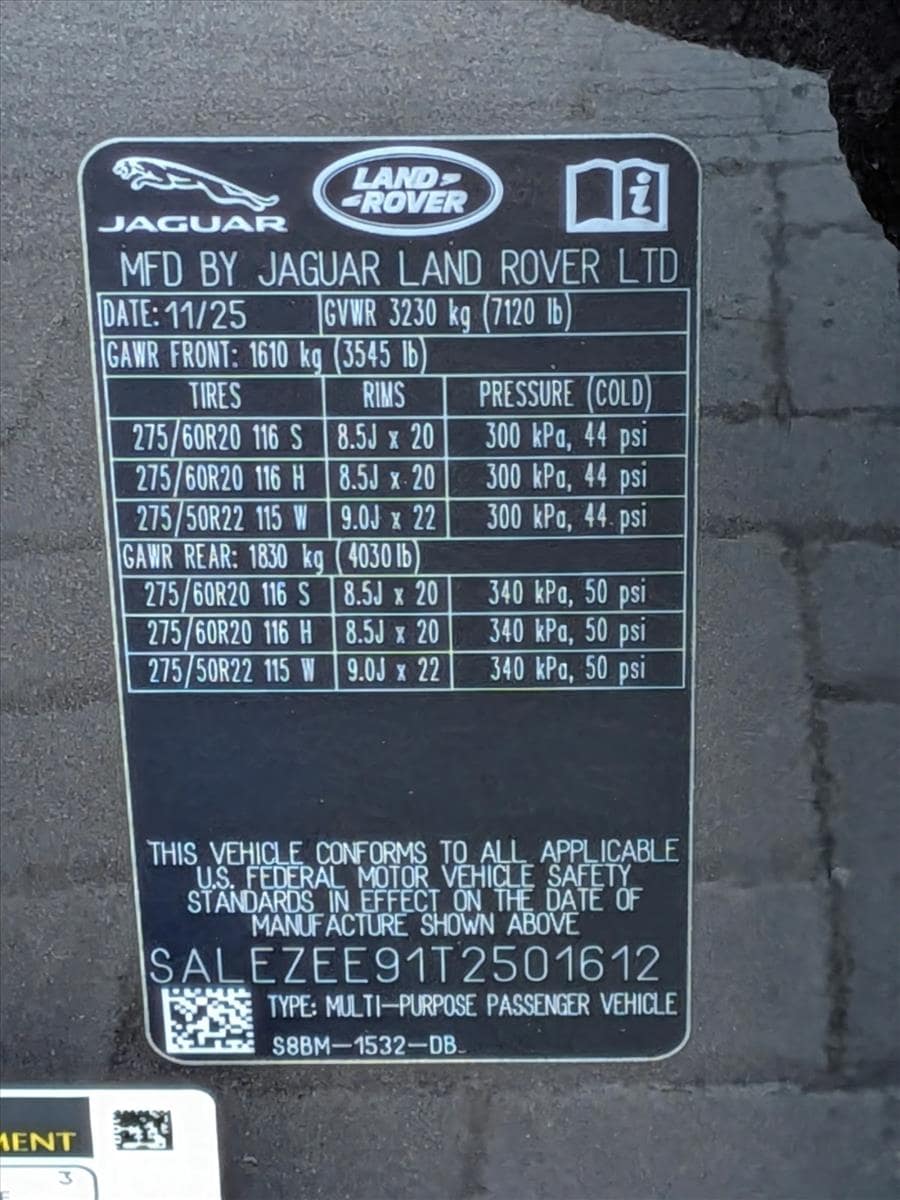 JAGUAR
LAND-
-ROVER
i
MFD BY JAGUAR LAND ROVER LTD
DATE: 11/25 GVWR 3230 kg (7120 lb)
GAWR FRONT: 1610 kg (3545 lb)
TIRES RIMS PRESSURE (COLD)
275/60R20 116 S 8.5J x 20 300 kPa, 44 psi
275/60R20 116 H 8.5J x 20 300 kPa, 44 psi
275/50R22 115 W 9.0J x 22 300 kPa, 44 psi
GAWR REAR: 1830 kg (4030 lb)
275/60R20 116 S 8.5J x 20 340 kPa, 50 psi
275/60R20 116 H 8.5J x 20 340 kPa, 50 psi
275/50R22 115 W 9.0J x 22 340 kPa, 50 psi
THIS VEHICLE CONFORMS TO ALL APPLICABLE
U.S. FEDERAL MOTOR VEHICLE SAFETY
STANDARDS IN EFFECT ON THE DATE OF
MANUFACTURE SHOWN ABOVE
SALEZEE91T2501612
TYPE: MULTI-PURPOSE PASSENGER VEHICLE
S8BM-1532-DB
MENT
3